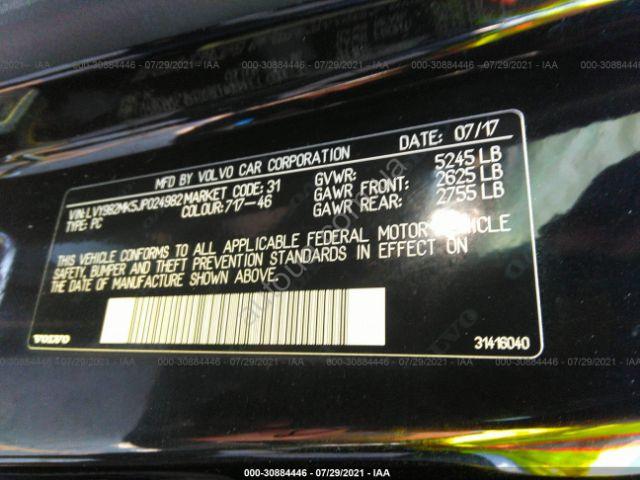 000-30884446 - 07/29/2021 - IAA
MFD BY VOLVO CAR CORPORATION
DATE: 07/17
VIN: LVY982MK5JP024982 MARKET CODE: 31
TYPE: PC
COLOUR: 717-46
GVWR: 5245 LB
GAWR FRONT: 2625 LB
GAWR REAR: 2755 LB
THIS VEHICLE CONFORMS TO ALL APPLICABLE FEDERAL MOTOR VEHICLE
SAFETY, BUMPER AND THEFT PREVENTION STANDARDS IN EFFECT ON
THE DATE OF MANUFACTURE SHOWN ABOVE.
VOLVO
31416040
000-30884446 - 07/29/2021 - IAA